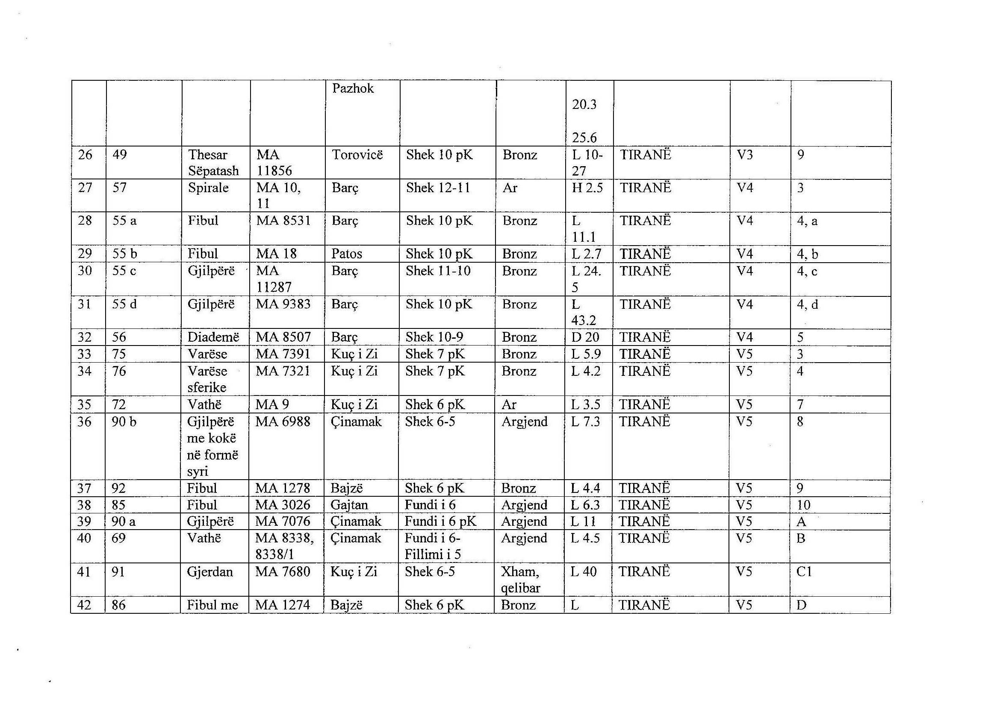 Pazhok
20.3
25.6
26 49 Thesar MA Torovicë Shek 10 pK Bronz L 10- TIRANË V3 9
Sëpatash 11856 27
27 57 Spirale MA 10, Barç Shek 12-11 Ar H 2.5 TIRANË V4 3
11
28 55 a Fibul MA 8531 Barç Shek 10 pK Bronz L TIRANË V4 4, a
11.1
29 55 b Fibul MA 18 Patos Shek 10 pK Bronz L 2.7 TIRANË V4 4, b
30 55 c Gjilpërë MA Barç Shek 11-10 Bronz L 24. TIRANË V4 4, c
11287 5
31 55 d Gjilpërë MA 9383 Barç Shek 10 pK Bronz L TIRANË V4 4, d
43.2
32 56 Diademë MA 8507 Barç Shek 10-9 Bronz D 20 TIRANË V4 5
33 75 Varëse MA 7391 Kuç i Zi Shek 7 pK Bronz L 5.9 TIRANË V5 3
34 76 Varëse MA 7321 Kuç i Zi Shek 7 pK Bronz L 4.2 TIRANË V5 4
sferike
35 72 Vathë MA 9 Kuç i Zi Shek 6 pK Ar L 3.5 TIRANË V5 7
36 90 b Gjilpërë MA 6988 Çinamak Shek 6-5 Argjend L 7.3 TIRANË V5 8
me kokë
në formë
syri
37 92 Fibul MA 1278 Bajzë Shek 6 pK Bronz L 4.4 TIRANË V5 9
38 85 Fibul MA 3026 Gajtan Fundi i 6 Argjend L 6.3 TIRANË V5 10
39 90 a Gjilpërë MA 7076 Çinamak Fundi i 6 pK Argjend L 11 TIRANË V5 A
40 69 Vathë MA 8338, Çinamak Fundi i 6- Argjend L 4.5 TIRANË V5 B
8338/1 Fillimi i 5
41 91 Gjerdan MA 7680 Kuç i Zi Shek 6-5 Xham, L 40 TIRANË V5 C1
qelibar
42 86 Fibul me MA 1274 Bajzë Shek 6 pK Bronz L TIRANË V5 D